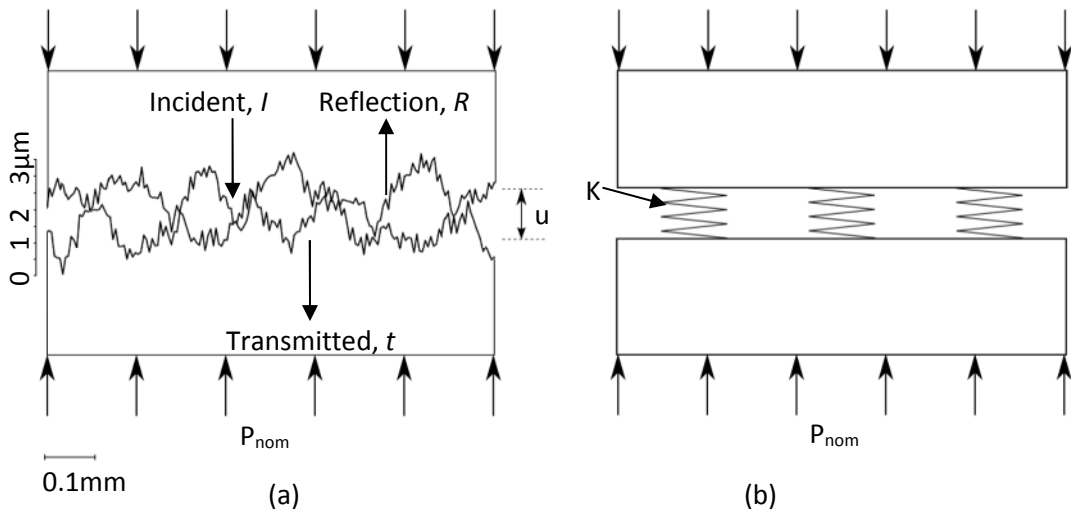 Incident, I
Reflection, R
3µm
2
1
0
u
K
Transmitted, t
P_nom
P_nom
0.1mm
(a)
(b)